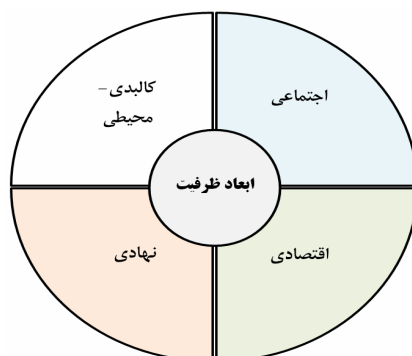 اجتماعی
کالبدی –
محیطی
ابعاد ظرفیت
نهادی
اقتصادی